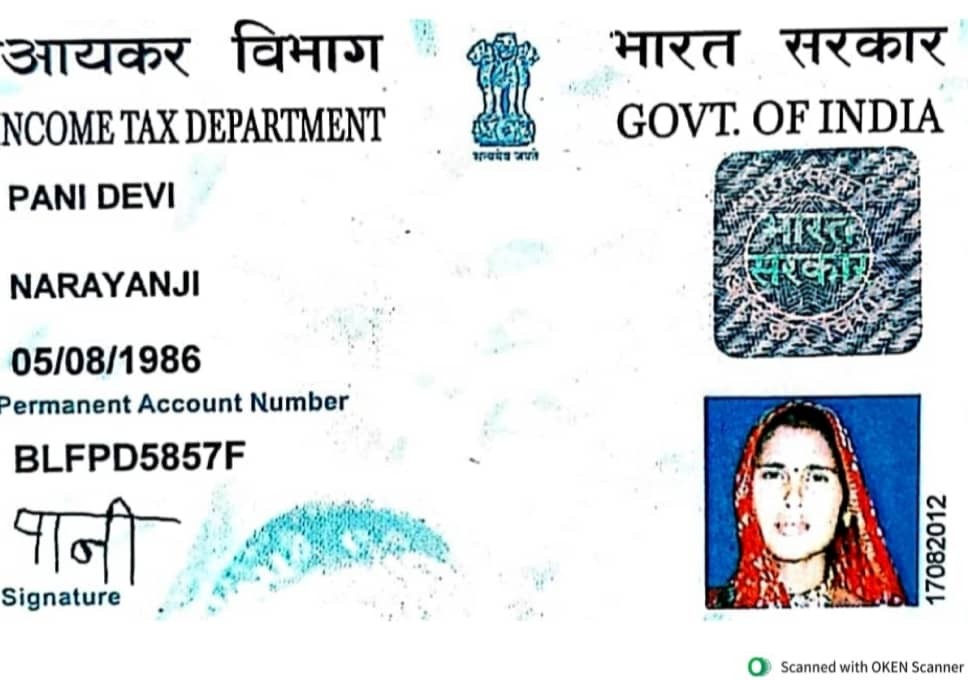 आयकर विभाग
भारत सरकार
NCOME TAX DEPARTMENT
GOVT. OF INDIA
सत्यमेव जयते
PANI DEVI
NARAYANJI
05/08/1986
Permanent Account Number
BLFPD5857F
पानी
Signature
भारत
सरकार
17082012
Scanned with OKEN Scanner